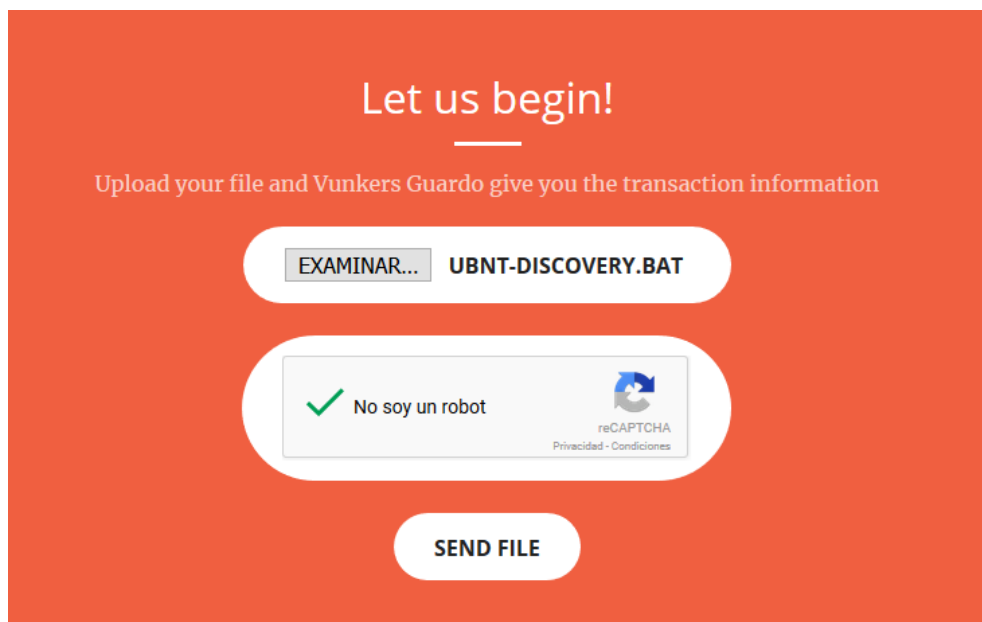 Let us begin!
Upload your file and Vunkers Guardo give you the transaction information
EXAMINAR... UBNT-DISCOVERY.BAT
No soy un robot
reCAPTCHA
Privacidad - Condiciones
SEND FILE